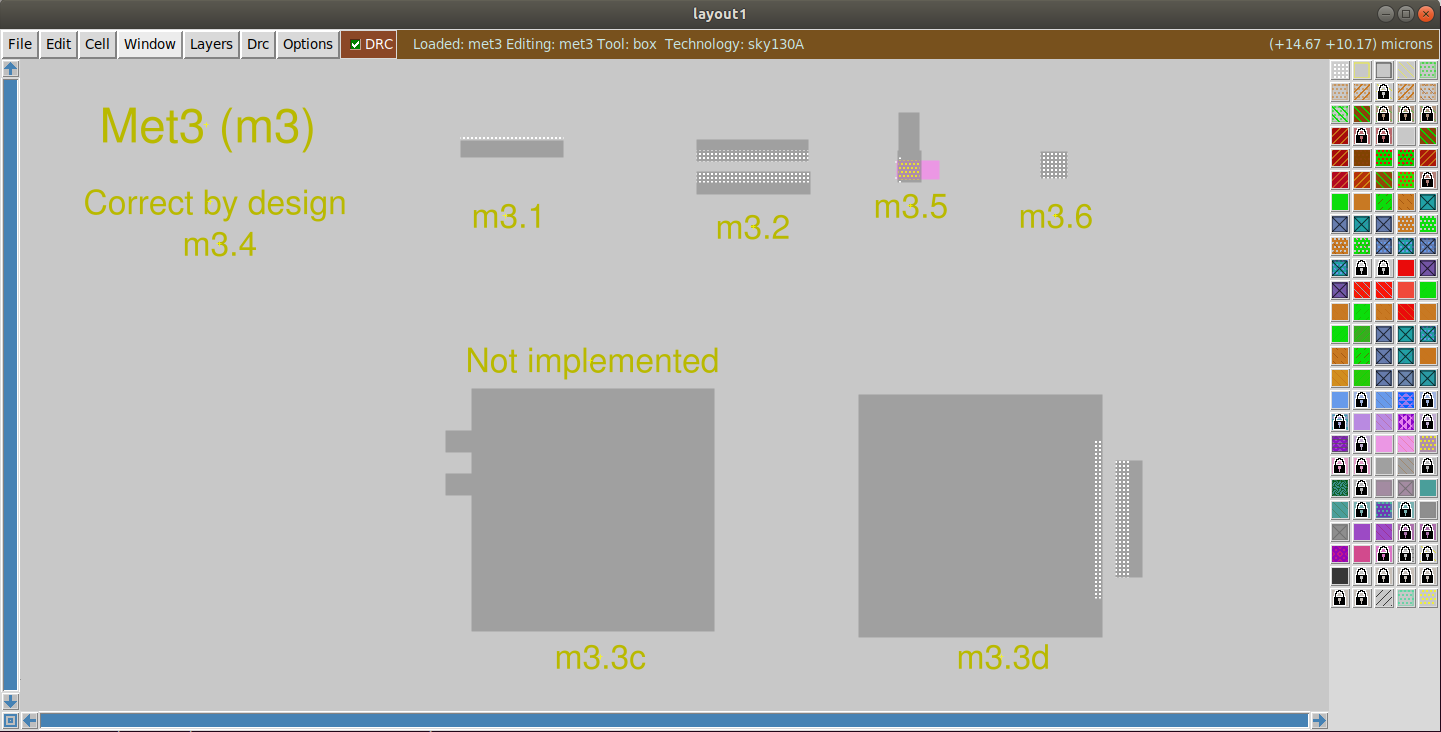 layout1
File Edit Cell Window Layers Drc Options DRC Loaded: met3 Editing: met3 Tool: box Technology: sky130A (+14.67 +10.17) microns
Met3 (m3)
Correct by design
m3.4
m3.1
m3.2
m3.5
m3.6
Not implemented
m3.3c
m3.3d